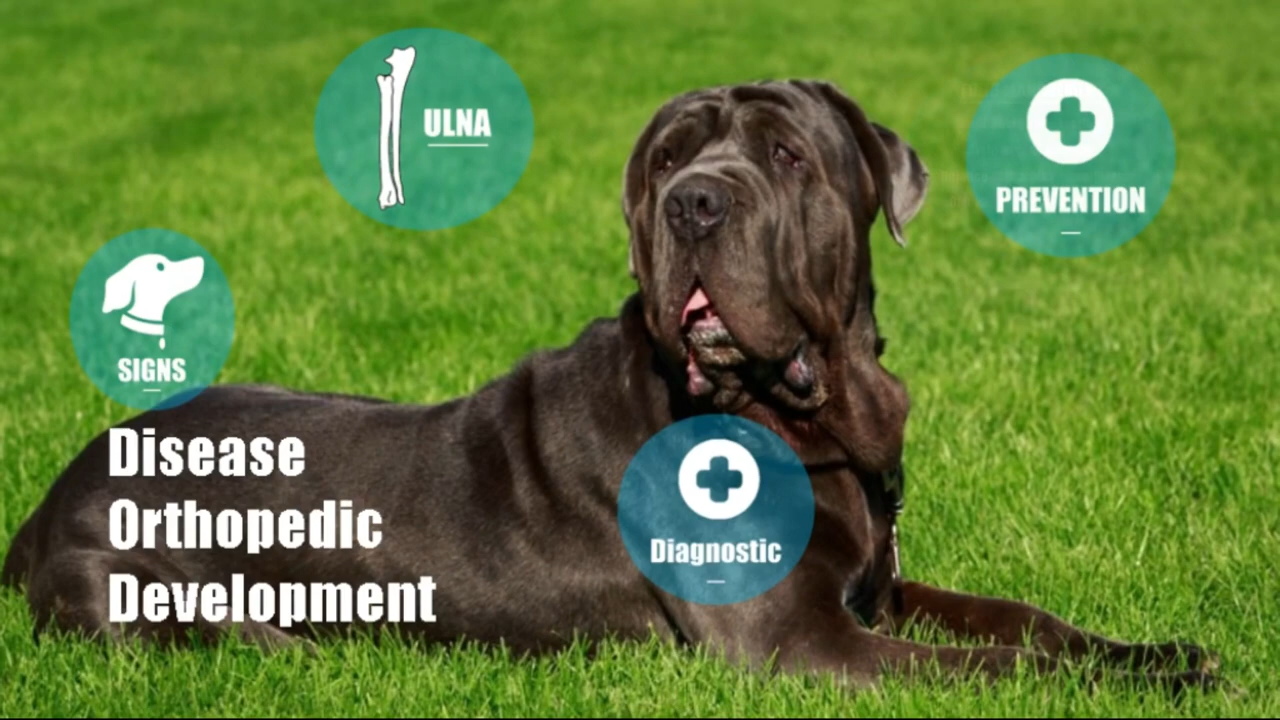 ULNA
PREVENTION
SIGNS
Disease
Orthopedic
Development
Diagnostic